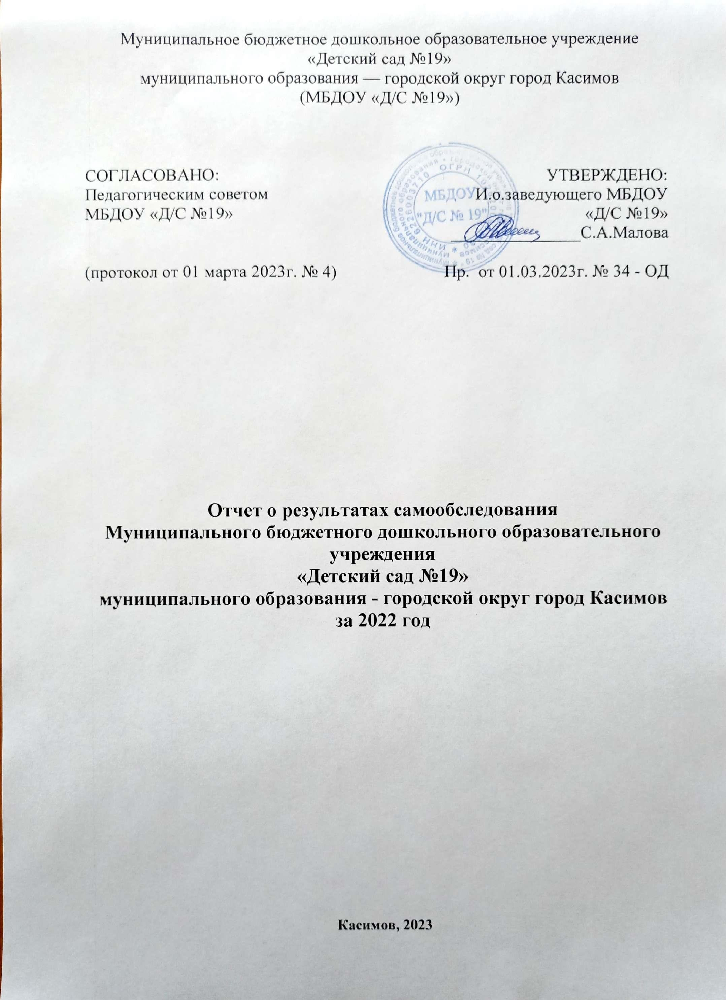 Муниципальное бюджетное дошкольное образовательное учреждение
«Детский сад №19»
муниципального образования — городской округ город Касимов
(МБДОУ «Д/С №19»)
СОГЛАСОВАНО:
Педагогическим советом
МБДОУ «Д/С №19»
(протокол от 01 марта 2023г. № 4)
УТВЕРЖДЕНО:
И.о.заведующего МБДОУ
«Д/С №19»
С.А.Малова
Пр. от 01.03.2023г. № 34 - ОД
МБДОУ
"Д/С № 19"
ИНН 6226003710
ОГРН
Отчет о результатах самообследования
Муниципального бюджетного дошкольного образовательного
учреждения
«Детский сад №19»
муниципального образования - городской округ город Касимов
за 2022 год
Касимов, 2023